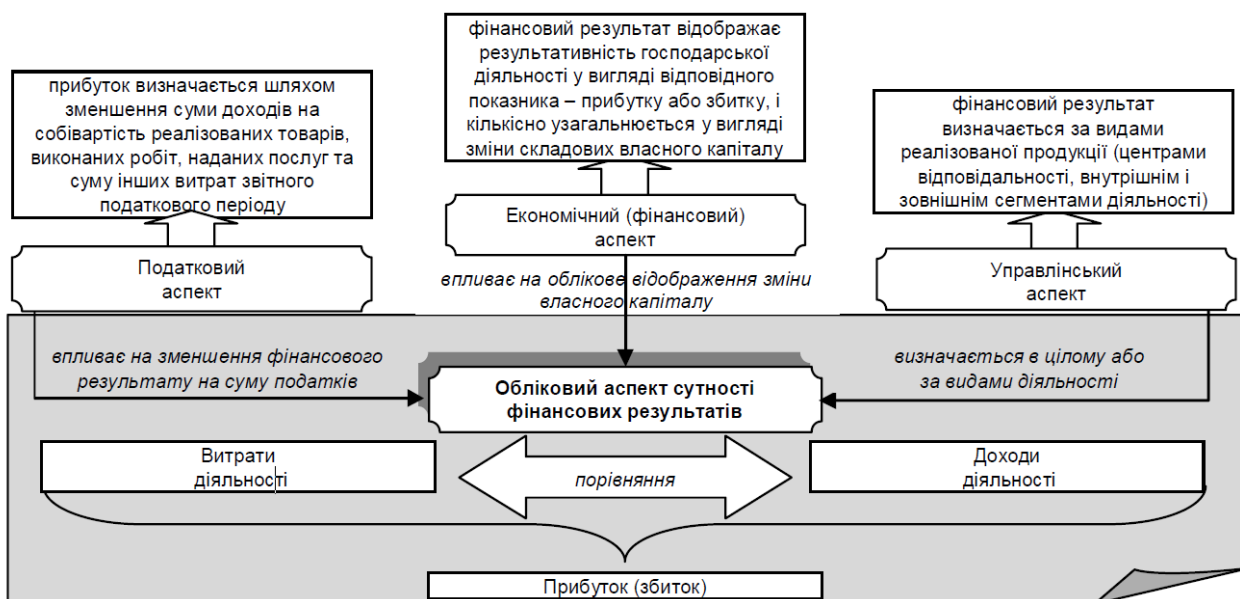 фінансовий результат відображає
результативність господарської
діяльності у вигляді відповідного
показника – прибутку або збитку, і
кількісно узагальнюється у вигляді
зміни складових власного капіталу
прибуток визначається шляхом
зменшення суми доходів на
собівартість реалізованих товарів,
виконаних робіт, наданих послуг та
суму інших витрат звітного
податкового періоду
фінансовий результат
визначається за видами
реалізованої продукції (центрами
відповідальності, внутрішнім і
зовнішнім сегментами діяльності)
Економічний (фінансовий)
аспект
Податковий
аспект
Управлінський
аспект
впливає на облікове відображення зміни
власного капіталу
впливає на зменшення фінансового
результату на суму податків
визначається в цілому або
за видами діяльності
Обліковий аспект сутності
фінансових результатів
Витрати
діяльності
порівняння
Доходи
діяльності
Прибуток (збиток)